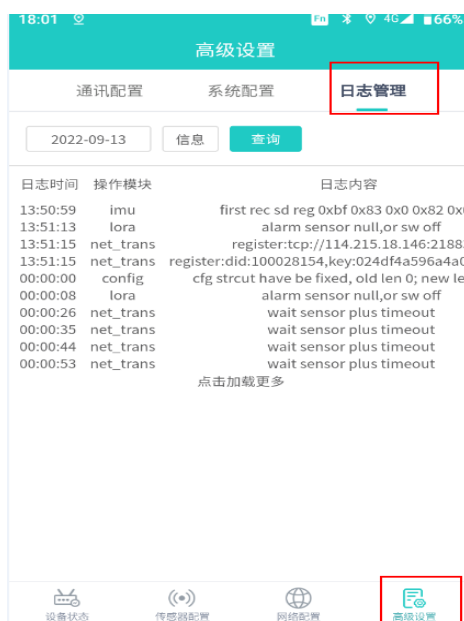 18:01 Fn 4G 66%
高级设置
通讯配置 系统配置 日志管理
2022-09-13 信息 查询
日志时间 操作模块 日志内容
13:50:59 imu first rec sd reg 0xbf 0x83 0x0 0x82 0x
13:51:13 lora alarm sensor null,or sw off
13:51:15 net_trans register:tcp://114.215.18.146:2188
13:51:15 net_trans register:did:100028154,key:024df4a596a4a0
00:00:00 config cfg strcut have be fixed, old len 0; new le
00:00:08 lora alarm sensor null,or sw off
00:00:26 net_trans wait sensor plus timeout
00:00:35 net_trans wait sensor plus timeout
00:00:44 net_trans wait sensor plus timeout
00:00:53 net_trans wait sensor plus timeout
点击加载更多
设备状态 传感器配置 网络配置 高级设置